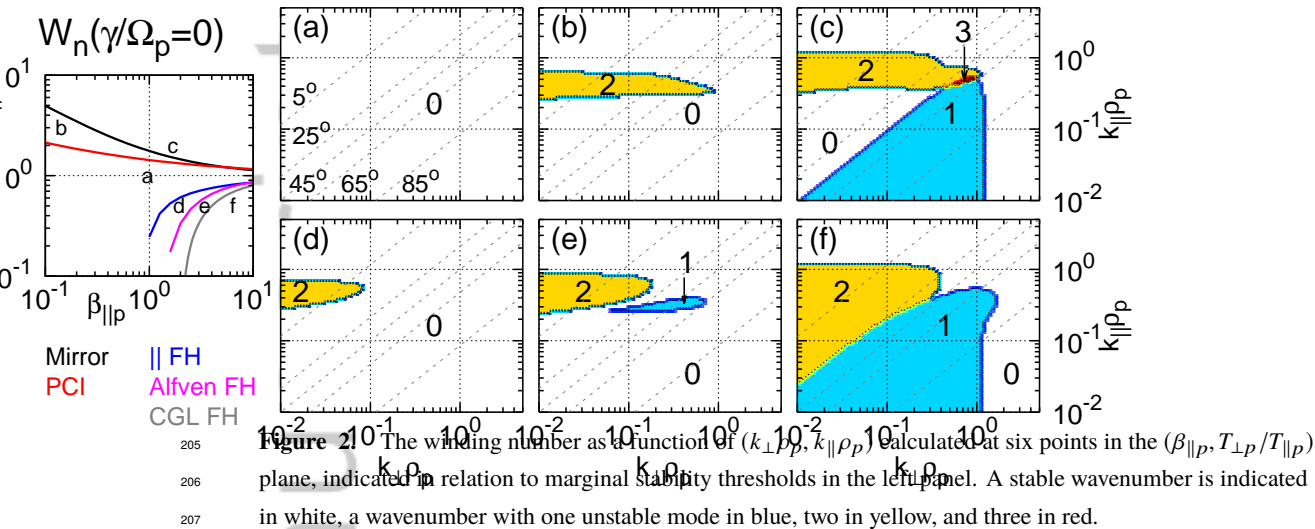 Wn(γ/Ωp=0)
(a)
(b)
(c)
3
10^0
2
2
5°
0
0
1
25°
0
10^-1
45° 65° 85°
10^-2
k||ρp
0^1
b
c
0^0
a
d e f
0^-1
10^-1 10^0 10^1
β||p
(d)
(e)
(f)
1
10^0
2
2
2
0
1
10^-1
0
0
10^-2
k||ρp
Mirror || FH
PCI Alfven FH
CGL FH
10^-2 10^-1 10^0 10^-2 10^-1 10^0 10^-2 10^-1 10^0
k⊥ρp k⊥ρp k⊥ρp
205 Figure 2. The winding number as a function of (k⊥ρp, k∥ρp) calculated at six points in the (β∥p, T⊥p/T∥p)
206 plane, indicated in relation to marginal stability thresholds in the left panel. A stable wavenumber is indicated
207 in white, a wavenumber with one unstable mode in blue, two in yellow, and three in red.